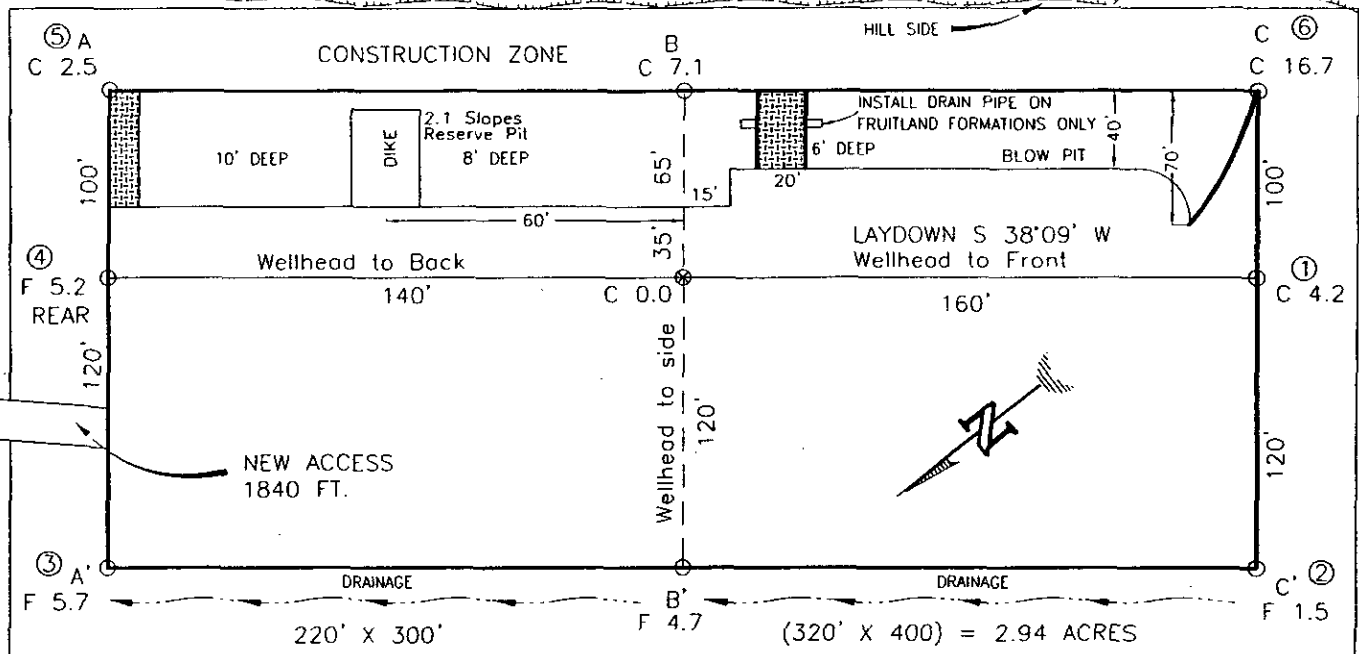 HILL SIDE
⑤ A
C 2.5
CONSTRUCTION ZONE
B
C 7.1
C ⑥
C 16.7
INSTALL DRAIN PIPE ON
FRUITLAND FORMATIONS ONLY
2.1 Slopes
Reserve Pit
10' DEEP
DIKE
8' DEEP
6' DEEP
BLOW PIT
40'
70'
100'
65'
100'
15'
20'
60'
35'
LAYDOWN S 38°09' W
Wellhead to Back
Wellhead to Front
④
F 5.2
REAR
140'
C 0.0
160'
①
C 4.2
120'
Wellhead to side
120'
120'
N
NEW ACCESS
1840 FT.
③ A'
F 5.7
DRAINAGE
B'
F 4.7
DRAINAGE
C' ②
F 1.5
220' X 300'
(320' X 400) = 2.94 ACRES